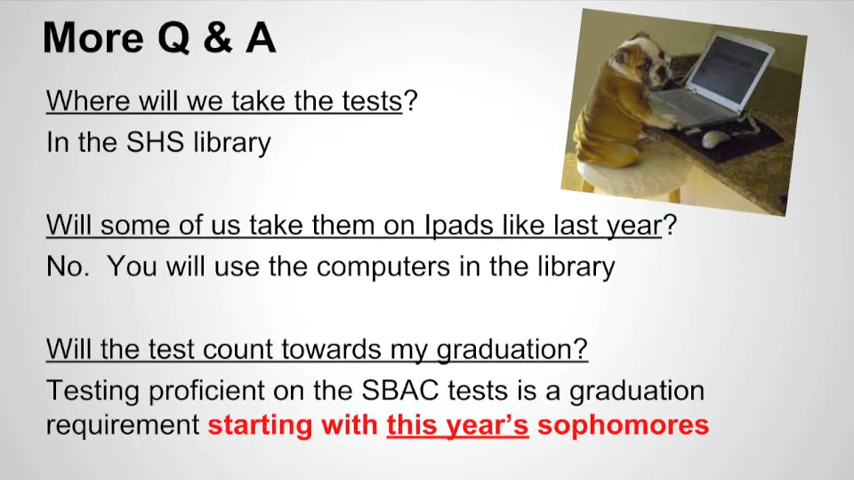 More Q & A
Where will we take the tests?
In the SHS library
Will some of us take them on Ipads like last year?
No. You will use the computers in the library
Will the test count towards my graduation?
Testing proficient on the SBAC tests is a graduation
requirement starting with this year's sophomores